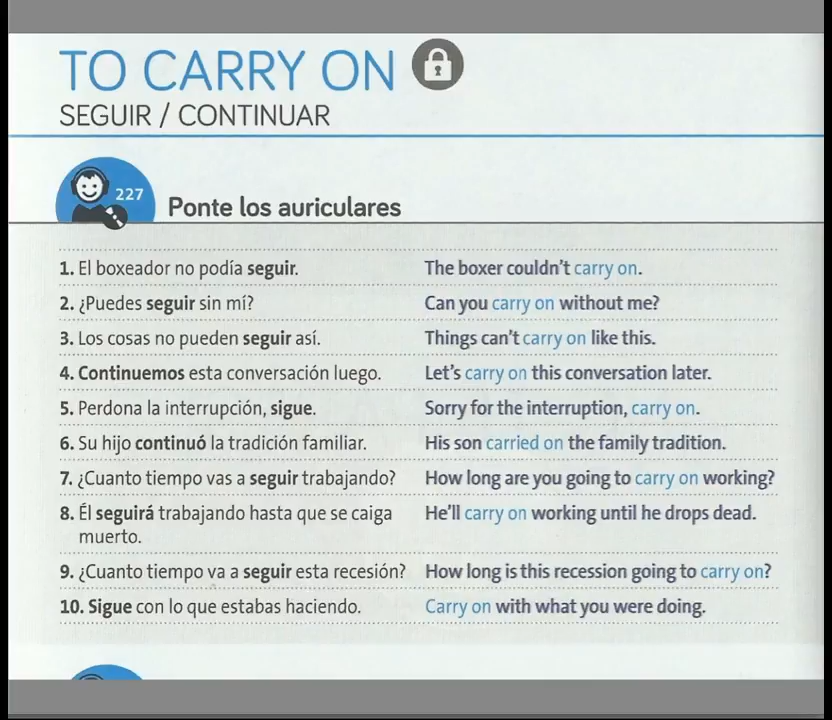 TO CARRY ON
SEGUIR / CONTINUAR
227
Ponte los auriculares
1. El boxeador no podía seguir. The boxer couldn't carry on.
2. ¿Puedes seguir sin mí? Can you carry on without me?
3. Los cosas no pueden seguir así. Things can't carry on like this.
4. Continuemos esta conversación luego. Let's carry on this conversation later.
5. Perdona la interrupción, sigue. Sorry for the interruption, carry on.
6. Su hijo continuó la tradición familiar. His son carried on the family tradition.
7. ¿Cuanto tiempo vas a seguir trabajando? How long are you going to carry on working?
8. Él seguirá trabajando hasta que se caiga He'll carry on working until he drops dead.
muerto.
9. ¿Cuanto tiempo va a seguir esta recesión? How long is this recession going to carry on?
10. Sigue con lo que estabas haciendo. Carry on with what you were doing.